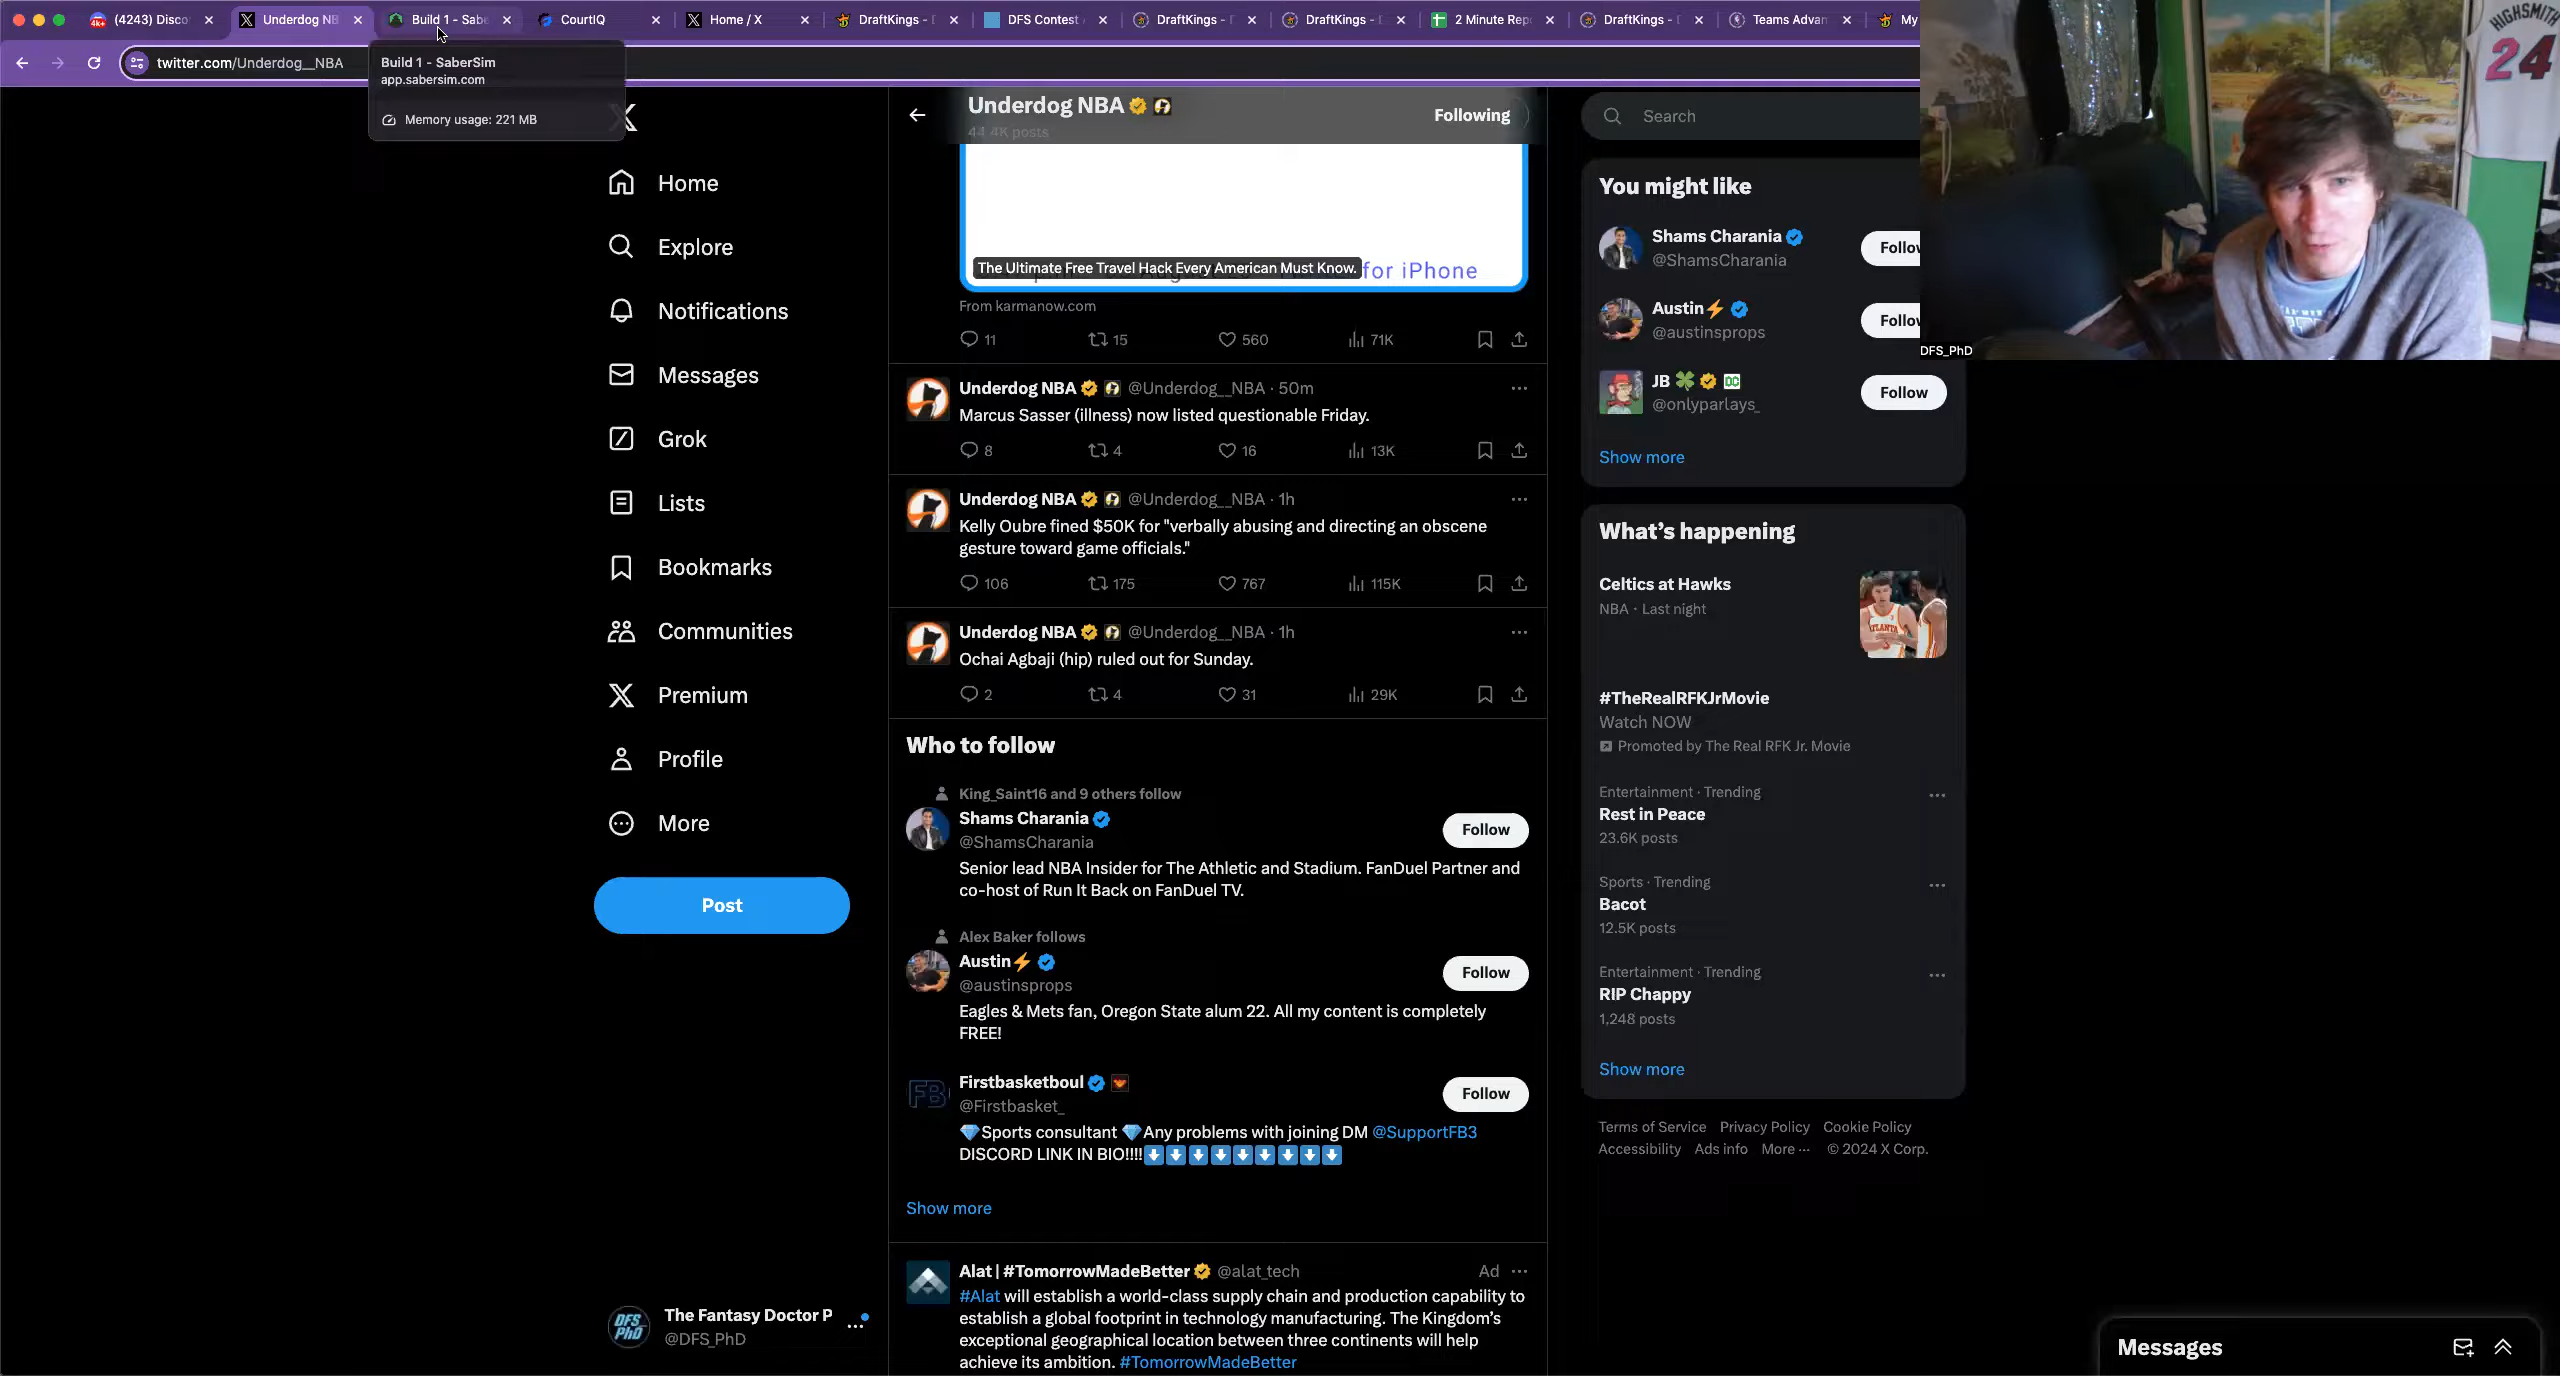 (4243) Disco
Underdog NB
Build 1 - Sabe
CourtIQ
Home / X
DraftKings - D
DFS Contest
DraftKings -
DraftKings -
2 Minute Rep
DraftKings -
Teams Advan
My
twitter.com/Underdog__NBA
Build 1 - SaberSim
app.sabersim.com
Memory usage: 221 MB
HIGHSMITH
24
DFS_PhD
Home
Explore
Notifications
Messages
Grok
Lists
Bookmarks
Communities
Premium
Profile
More
Post
The Fantasy Doctor P
@DFS_PhD
Underdog NBA
44.4K posts
Following
The Ultimate Free Travel Hack Every American Must Know.
for iPhone
From karmanow.com
11 15 560 71K
Underdog NBA @Underdog__NBA · 50m
Marcus Sasser (illness) now listed questionable Friday.
8 4 16 13K
Underdog NBA @Underdog__NBA · 1h
Kelly Oubre fined $50K for "verbally abusing and directing an obscene
gesture toward game officials."
106 175 767 115K
Underdog NBA @Underdog__NBA · 1h
Ochai Agbaji (hip) ruled out for Sunday.
2 4 31 29K
Who to follow
King_Saint16 and 9 others follow
Shams Charania
@ShamsCharania
Follow
Senior lead NBA Insider for The Athletic and Stadium. FanDuel Partner and
co-host of Run It Back on FanDuel TV.
Alex Baker follows
Austin⚡
@austinsprops
Follow
Eagles & Mets fan, Oregon State alum 22. All my content is completely
FREE!
Firstbasketboul
@Firstbasket_
Follow
💎Sports consultant 💎Any problems with joining DM @SupportFB3
DISCORD LINK IN BIO!!!!⬇⬇⬇⬇⬇⬇⬇⬇⬇
Show more
Alat | #TomorrowMadeBetter @alat_tech Ad
#Alat will establish a world-class supply chain and production capability to
establish a global footprint in technology manufacturing. The Kingdom's
exceptional geographical location between three continents will help
achieve its ambition. #TomorrowMadeBetter
Search
You might like
Shams Charania
@ShamsCharania
Follow
Austin⚡
@austinsprops
Follow
JB 🍀
@onlyparlays_
Follow
Show more
What's happening
Celtics at Hawks
NBA · Last night
#TheRealRFKJrMovie
Watch NOW
Promoted by The Real RFK Jr. Movie
Entertainment · Trending
Rest in Peace
23.6K posts
Sports · Trending
Bacot
12.5K posts
Entertainment · Trending
RIP Chappy
1,248 posts
Show more
Terms of Service Privacy Policy Cookie Policy
Accessibility Ads info More ··· © 2024 X Corp.
Messages